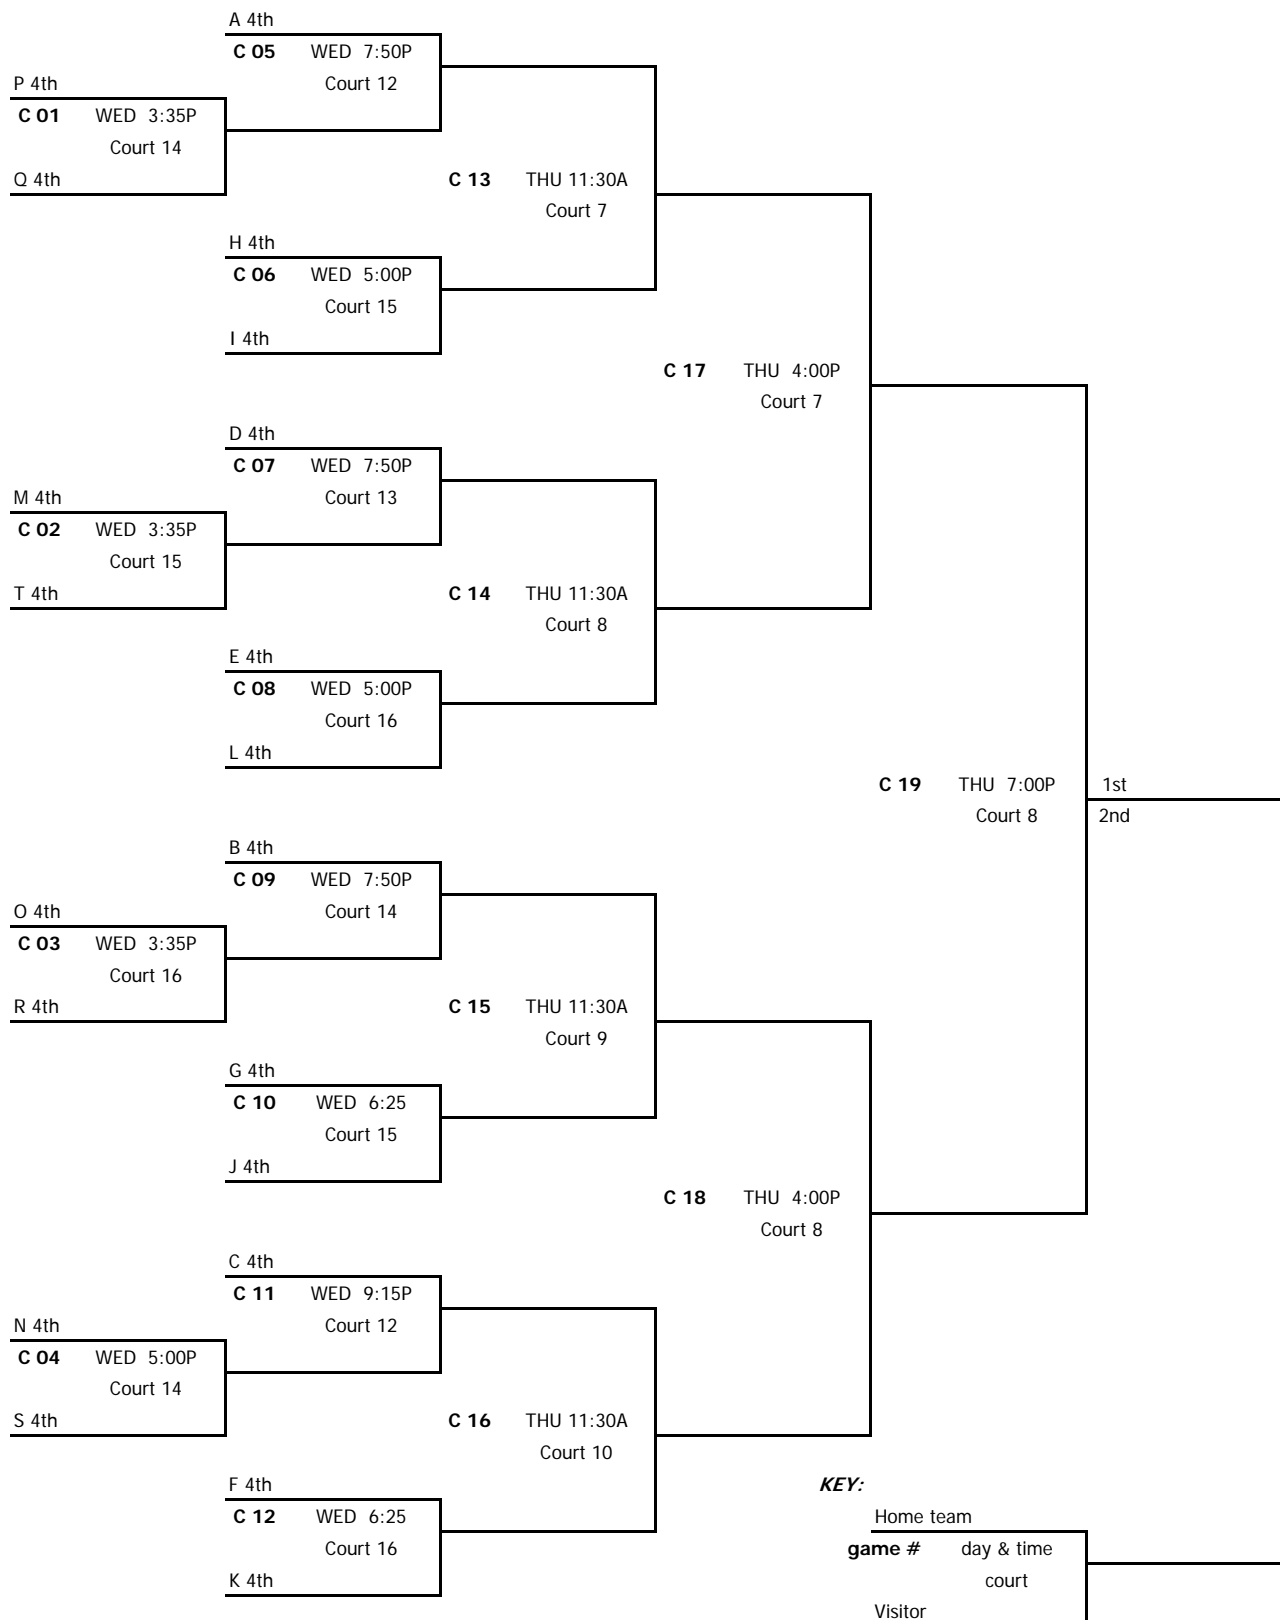 A 4th
C 05 WED 7:50P
Court 12
P 4th
C 01 WED 3:35P
Court 14
Q 4th
C 13 THU 11:30A
Court 7
H 4th
C 06 WED 5:00P
Court 15
I 4th
C 17 THU 4:00P
Court 7
D 4th
C 07 WED 7:50P
Court 13
M 4th
C 02 WED 3:35P
Court 15
T 4th
C 14 THU 11:30A
Court 8
E 4th
C 08 WED 5:00P
Court 16
L 4th
C 19 THU 7:00P 1st
Court 8 2nd
B 4th
C 09 WED 7:50P
Court 14
O 4th
C 03 WED 3:35P
Court 16
R 4th
C 15 THU 11:30A
Court 9
G 4th
C 10 WED 6:25
Court 15
J 4th
C 18 THU 4:00P
Court 8
C 4th
C 11 WED 9:15P
Court 12
N 4th
C 04 WED 5:00P
Court 14
S 4th
C 16 THU 11:30A
Court 10
F 4th
C 12 WED 6:25
Court 16
K 4th
KEY:
Home team
game # day & time
court
Visitor